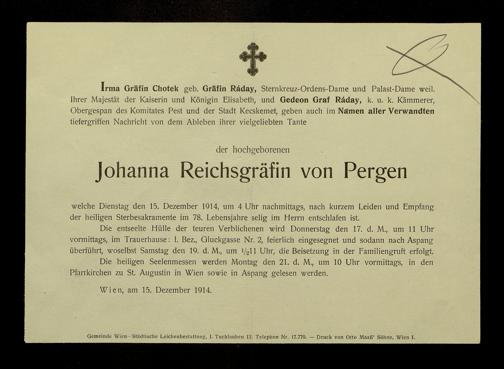 Irma Gräfin Chotek geb. Gräfin Ráday, Sternkreuz-Ordens-Dame und Palast-Dame weil.
Ihrer Majestät der Kaiserin und Königin Elisabeth, und Gedeon Graf Ráday, k. u. k. Kämmerer,
Obergespan des Komitates Pest und der Stadt Kecskemet, geben auch im Namen aller Verwandten
tiefergriffen Nachricht von dem Ableben ihrer vielgeliebten Tante
der hochgeborenen
Johanna Reichsgräfin von Pergen
welche Dienstag den 15. Dezember 1914, um 4 Uhr nachmittags, nach kurzem Leiden und Empfang
der heiligen Sterbesakramente im 78. Lebensjahre selig im Herrn entschlafen ist.
Die entseelte Hülle der teuren Verblichenen wird Donnerstag den 17. d. M., um 11 Uhr
vormittags, im Trauerhause: I. Bez., Gluckgasse Nr. 2, feierlich eingesegnet und sodann nach Aspang
überführt, woselbst Samstag den 19. d. M., um ½11 Uhr, die Beisetzung in der Familiengruft erfolgt.
Die heiligen Seelenmessen werden Montag den 21. d. M., um 10 Uhr vormittags, in den
Pfarrkirchen zu St. Augustin in Wien sowie in Aspang gelesen werden.
Wien, am 15. Dezember 1914.
Gemeinde Wien—Städtische Leichenbestattung, I. Tuchlauben 12. Telephon Nr. 17.770. — Druck von Otto Maaß' Söhne, Wien I.